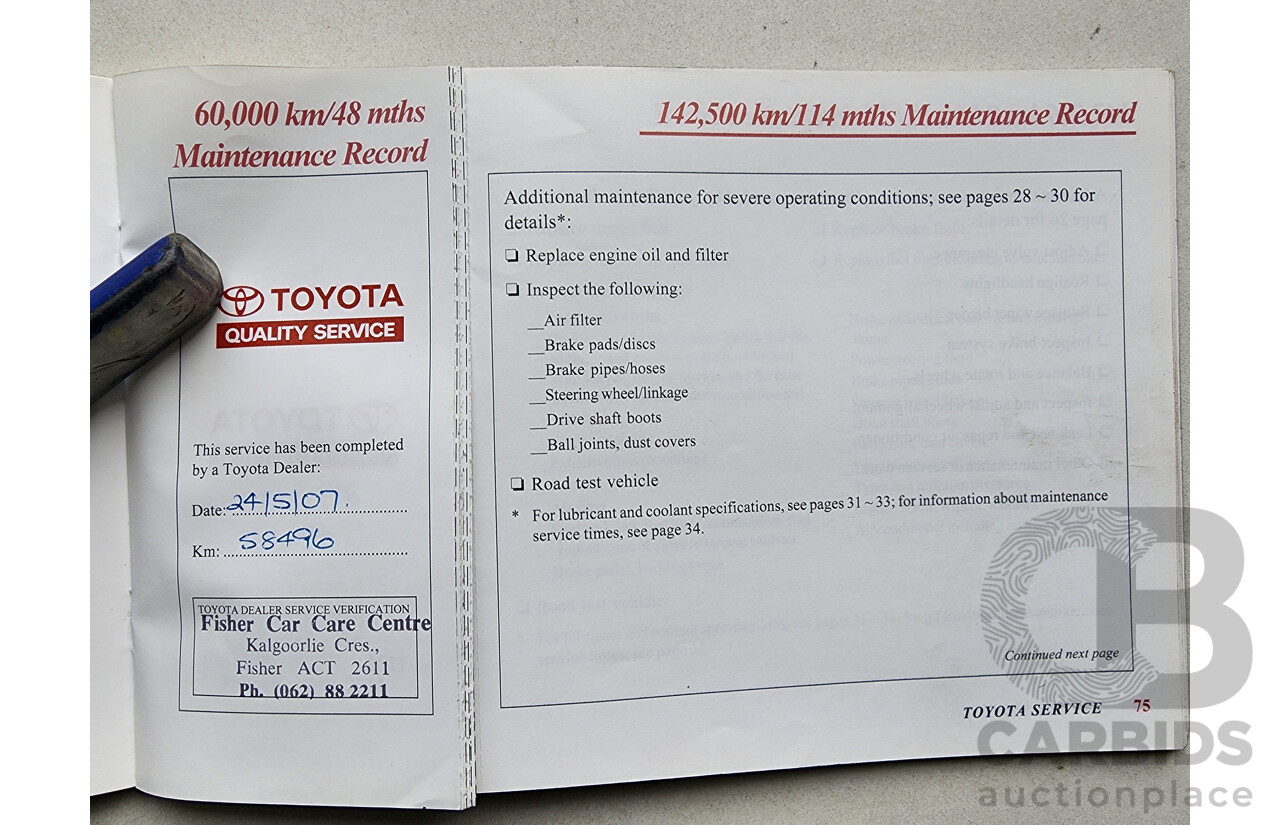 60,000 km/48 mths
Maintenance Record
TOYOTA
QUALITY SERVICE
This service has been completed
by a Toyota Dealer:
Date: 24/5/07.
Km: 58496
TOYOTA DEALER SERVICE VERIFICATION
Fisher Car Care Centre
Kalgoorlie Cres.,
Fisher ACT 2611
Ph. (062) 88 2211
142,500 km/114 mths Maintenance Record
Additional maintenance for severe operating conditions; see pages 28 ~ 30 for
details*:
❏ Replace engine oil and filter
❏ Inspect the following:
__Air filter
__Brake pads/discs
__Brake pipes/hoses
__Steering wheel/linkage
__Drive shaft boots
__Ball joints, dust covers
❏ Road test vehicle
* For lubricant and coolant specifications, see pages 31 ~ 33; for information about maintenance
service times, see page 34.
Continued next page
TOYOTA SERVICE 75
CB
CARBIDS
auctionplace